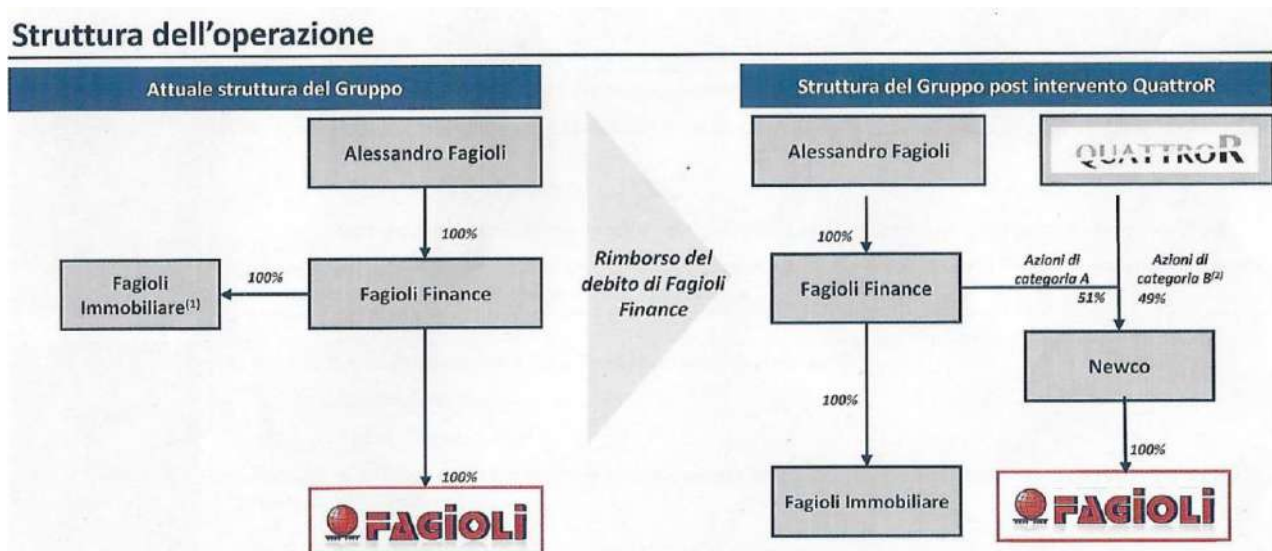 Struttura dell'operazione
Attuale struttura del Gruppo
Alessandro Fagioli
100%
Fagioli
Immobiliare(1)
100%
Fagioli Finance
100%
FAGIOLI
Rimborso del
debito di Fagioli
Finance
Struttura del Gruppo post intervento QuattroR
Alessandro Fagioli
QUATTROR
100%
Fagioli Finance
Azioni di
categoria A
51%
Azioni di
categoria B(2)
49%
Newco
100%
100%
Fagioli Immobiliare
FAGIOLI